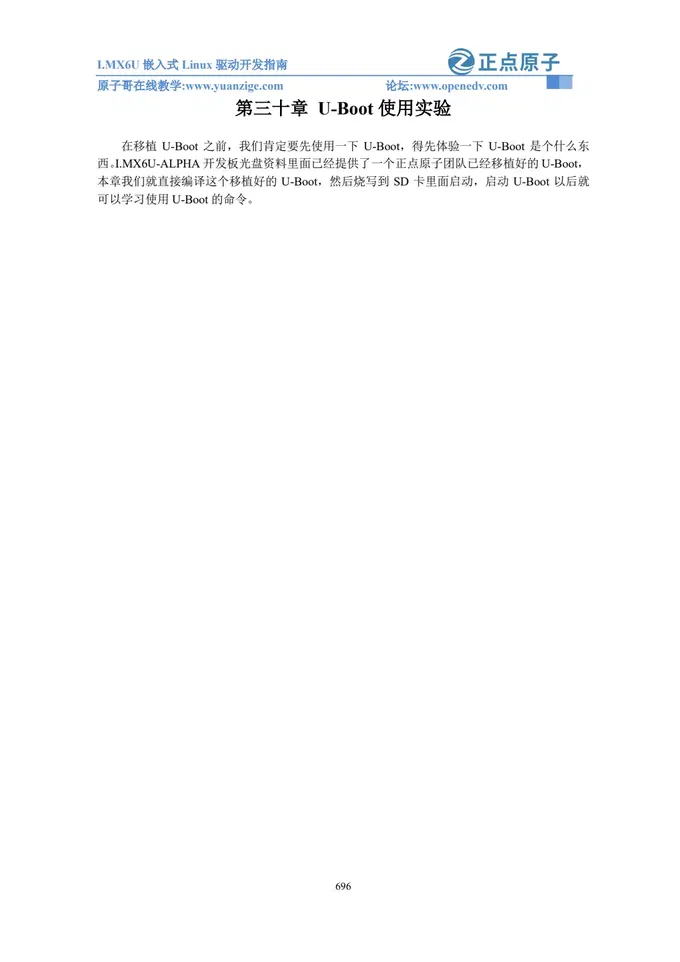 I.MX6U 嵌入式 Linux 驱动开发指南
正点原子
原子哥在线教学:www.yuanzige.com
论坛:www.openedv.com
第三十章 U-Boot 使用实验
在移植 U-Boot 之前，我们肯定要先使用一下 U-Boot，得先体验一下 U-Boot 是个什么东
西。I.MX6U-ALPHA 开发板光盘资料里面已经提供了一个正点原子团队已经移植好的 U-Boot，
本章我们就直接编译这个移植好的 U-Boot，然后烧写到 SD 卡里面启动，启动 U-Boot 以后就
可以学习使用 U-Boot 的命令。
696